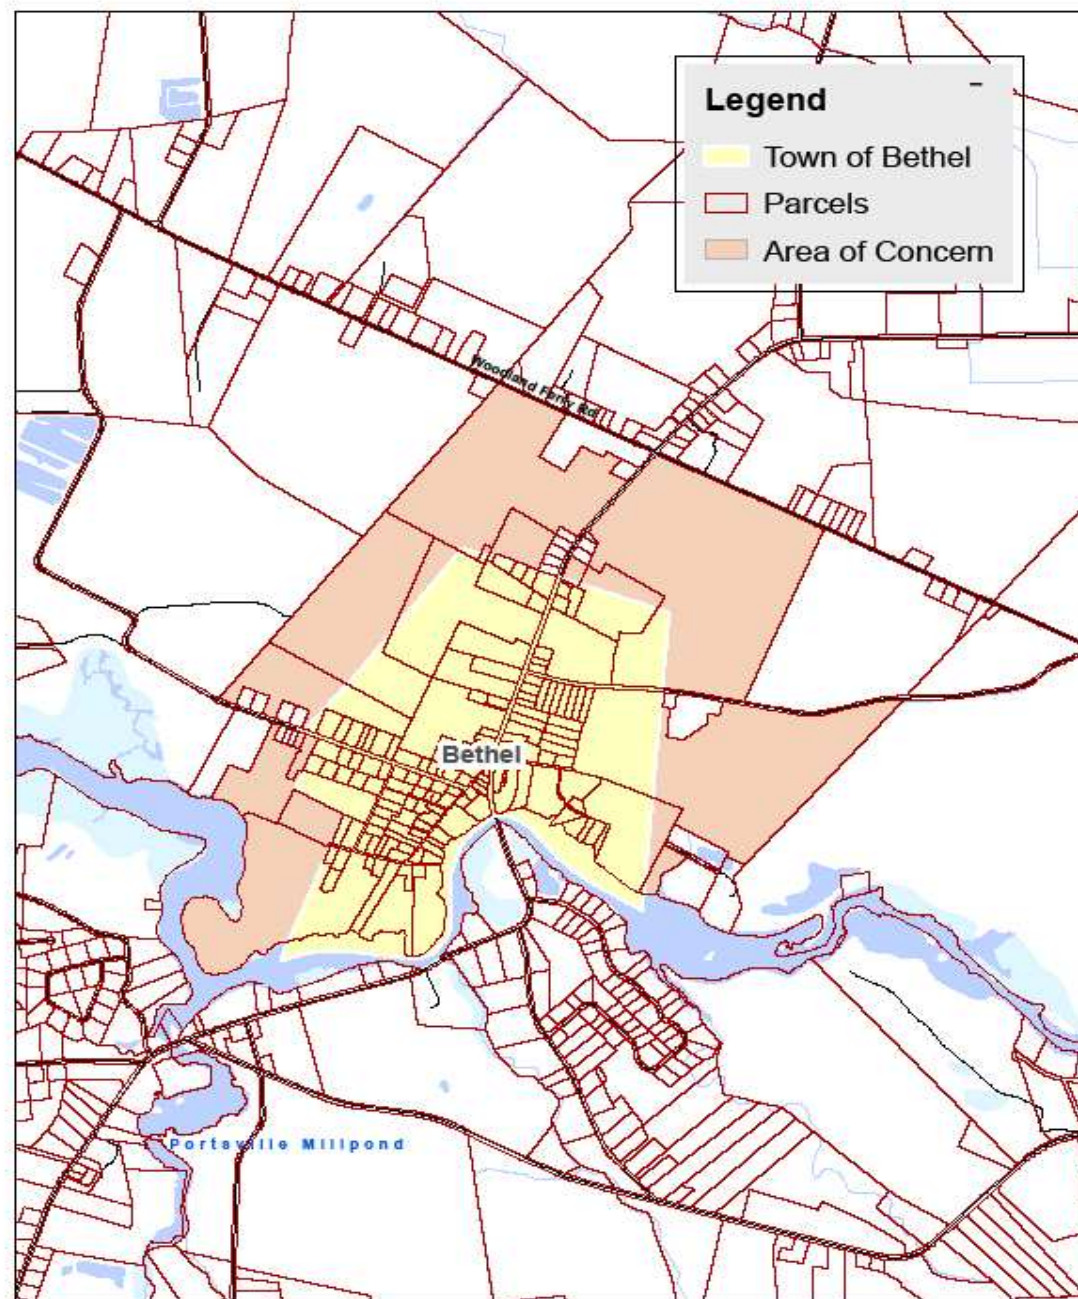 Legend
Town of Bethel
Parcels
Area of Concern
Woodland Ferry Rd
Bethel
Portsville Millpond